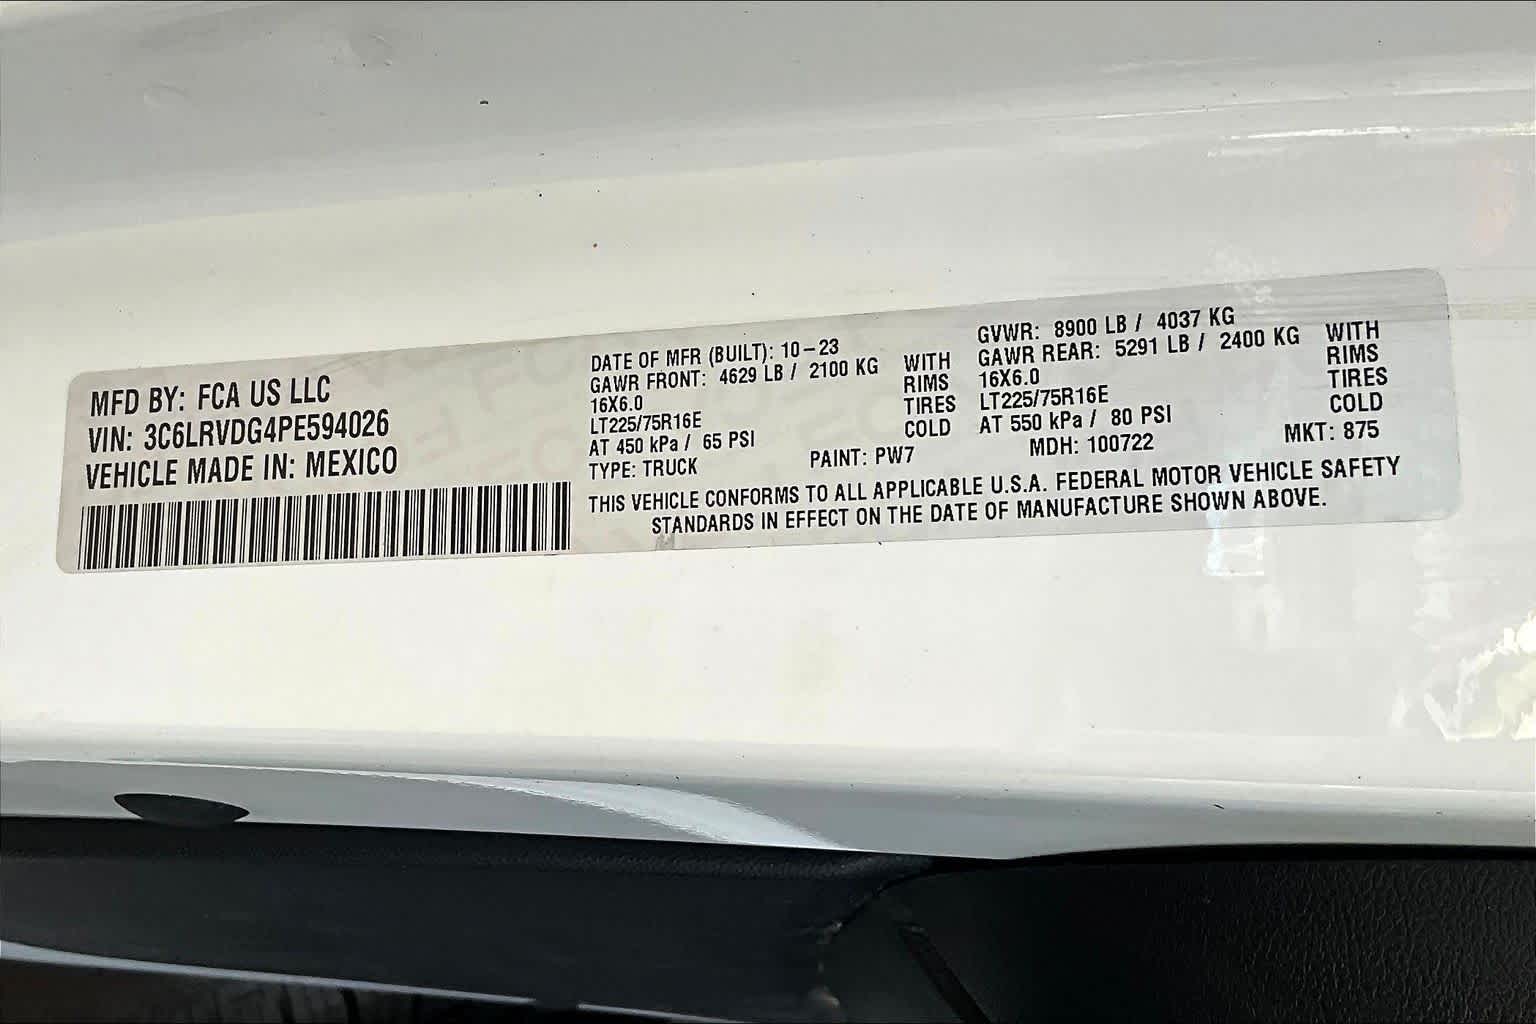 MFD BY: FCA US LLC
VIN: 3C6LRVDG4PE594026
VEHICLE MADE IN: MEXICO
DATE OF MFR (BUILT): 10-23
GAWR FRONT: 4629 LB / 2100 KG WITH
16X6.0 RIMS
LT225/75R16E TIRES
AT 450 kPa / 65 PSI COLD
TYPE: TRUCK PAINT: PW7
GVWR: 8900 LB / 4037 KG
GAWR REAR: 5291 LB / 2400 KG WITH
16X6.0 RIMS
LT225/75R16E TIRES
AT 550 kPa / 80 PSI COLD
MDH: 100722 MKT: 875
THIS VEHICLE CONFORMS TO ALL APPLICABLE U.S.A. FEDERAL MOTOR VEHICLE SAFETY
STANDARDS IN EFFECT ON THE DATE OF MANUFACTURE SHOWN ABOVE.